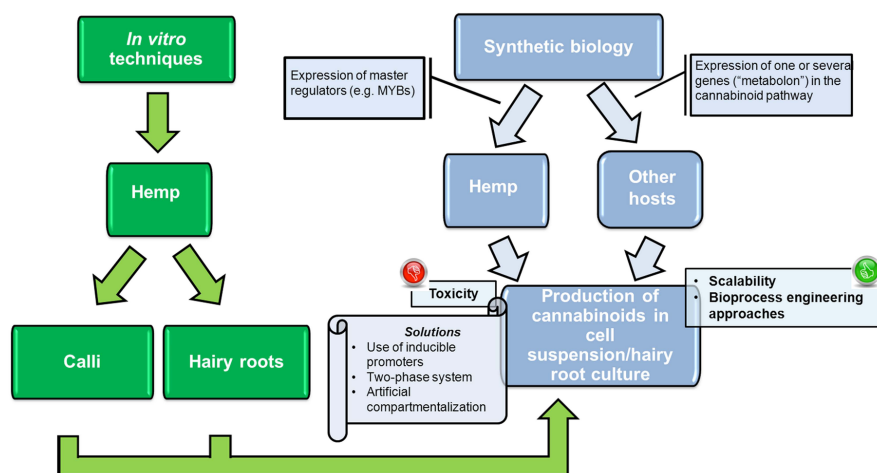 In vitro
techniques
Hemp
Calli
Hairy roots
Synthetic biology
Expression of master
regulators (e.g. MYBs)
Expression of one or several
genes (“metabolon”) in the
cannabinoid pathway
Hemp
Other
hosts
Toxicity
Solutions
• Use of inducible
promoters
• Two-phase system
• Artificial
compartmentalization
Production of
cannabinoids in
cell
suspension/hairy
root culture
• Scalability
• Bioprocess engineering
approaches